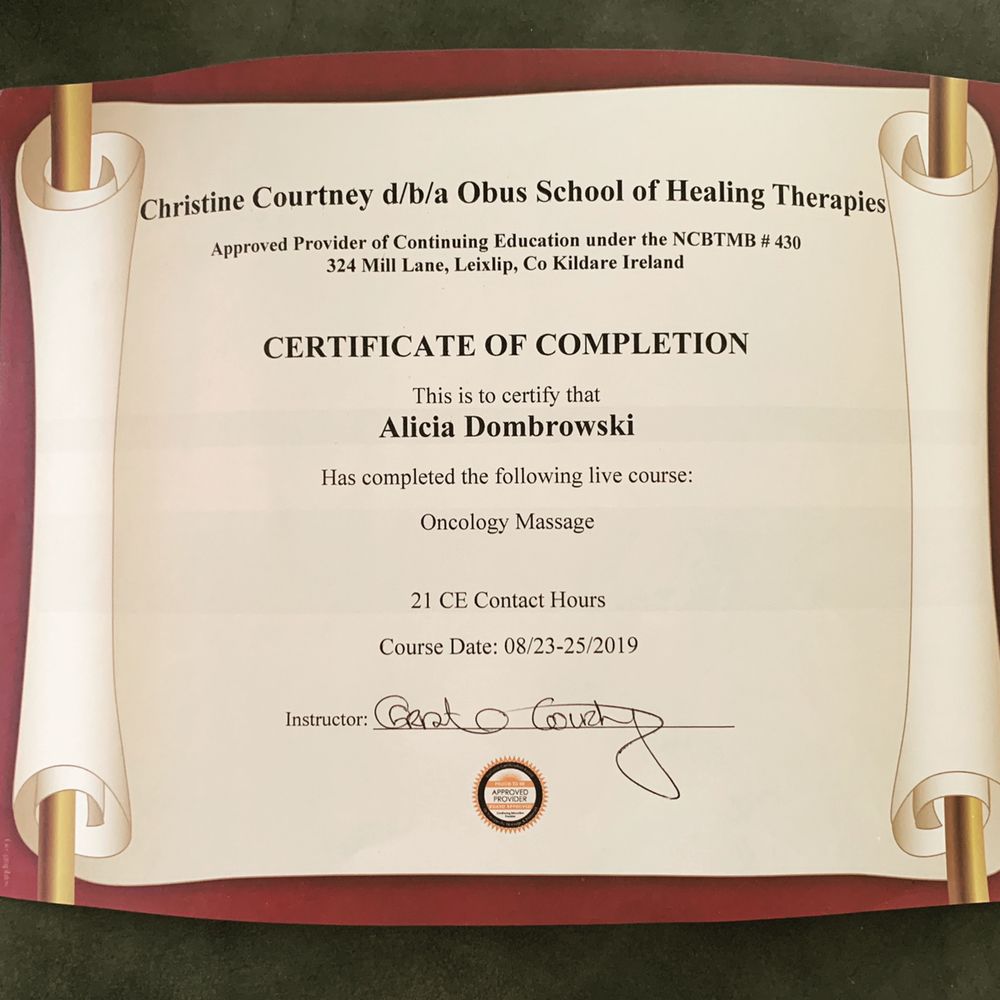 Christine Courtney d/b/a Obus School of Healing Therapies
Approved Provider of Continuing Education under the NCBTMB # 430
324 Mill Lane, Leixlip, Co Kildare Ireland
CERTIFICATE OF COMPLETION
This is to certify that
Alicia Dombrowski
Has completed the following live course:
Oncology Massage
21 CE Contact Hours
Course Date: 08/23-25/2019
Instructor:
APPROVED
PROVIDER